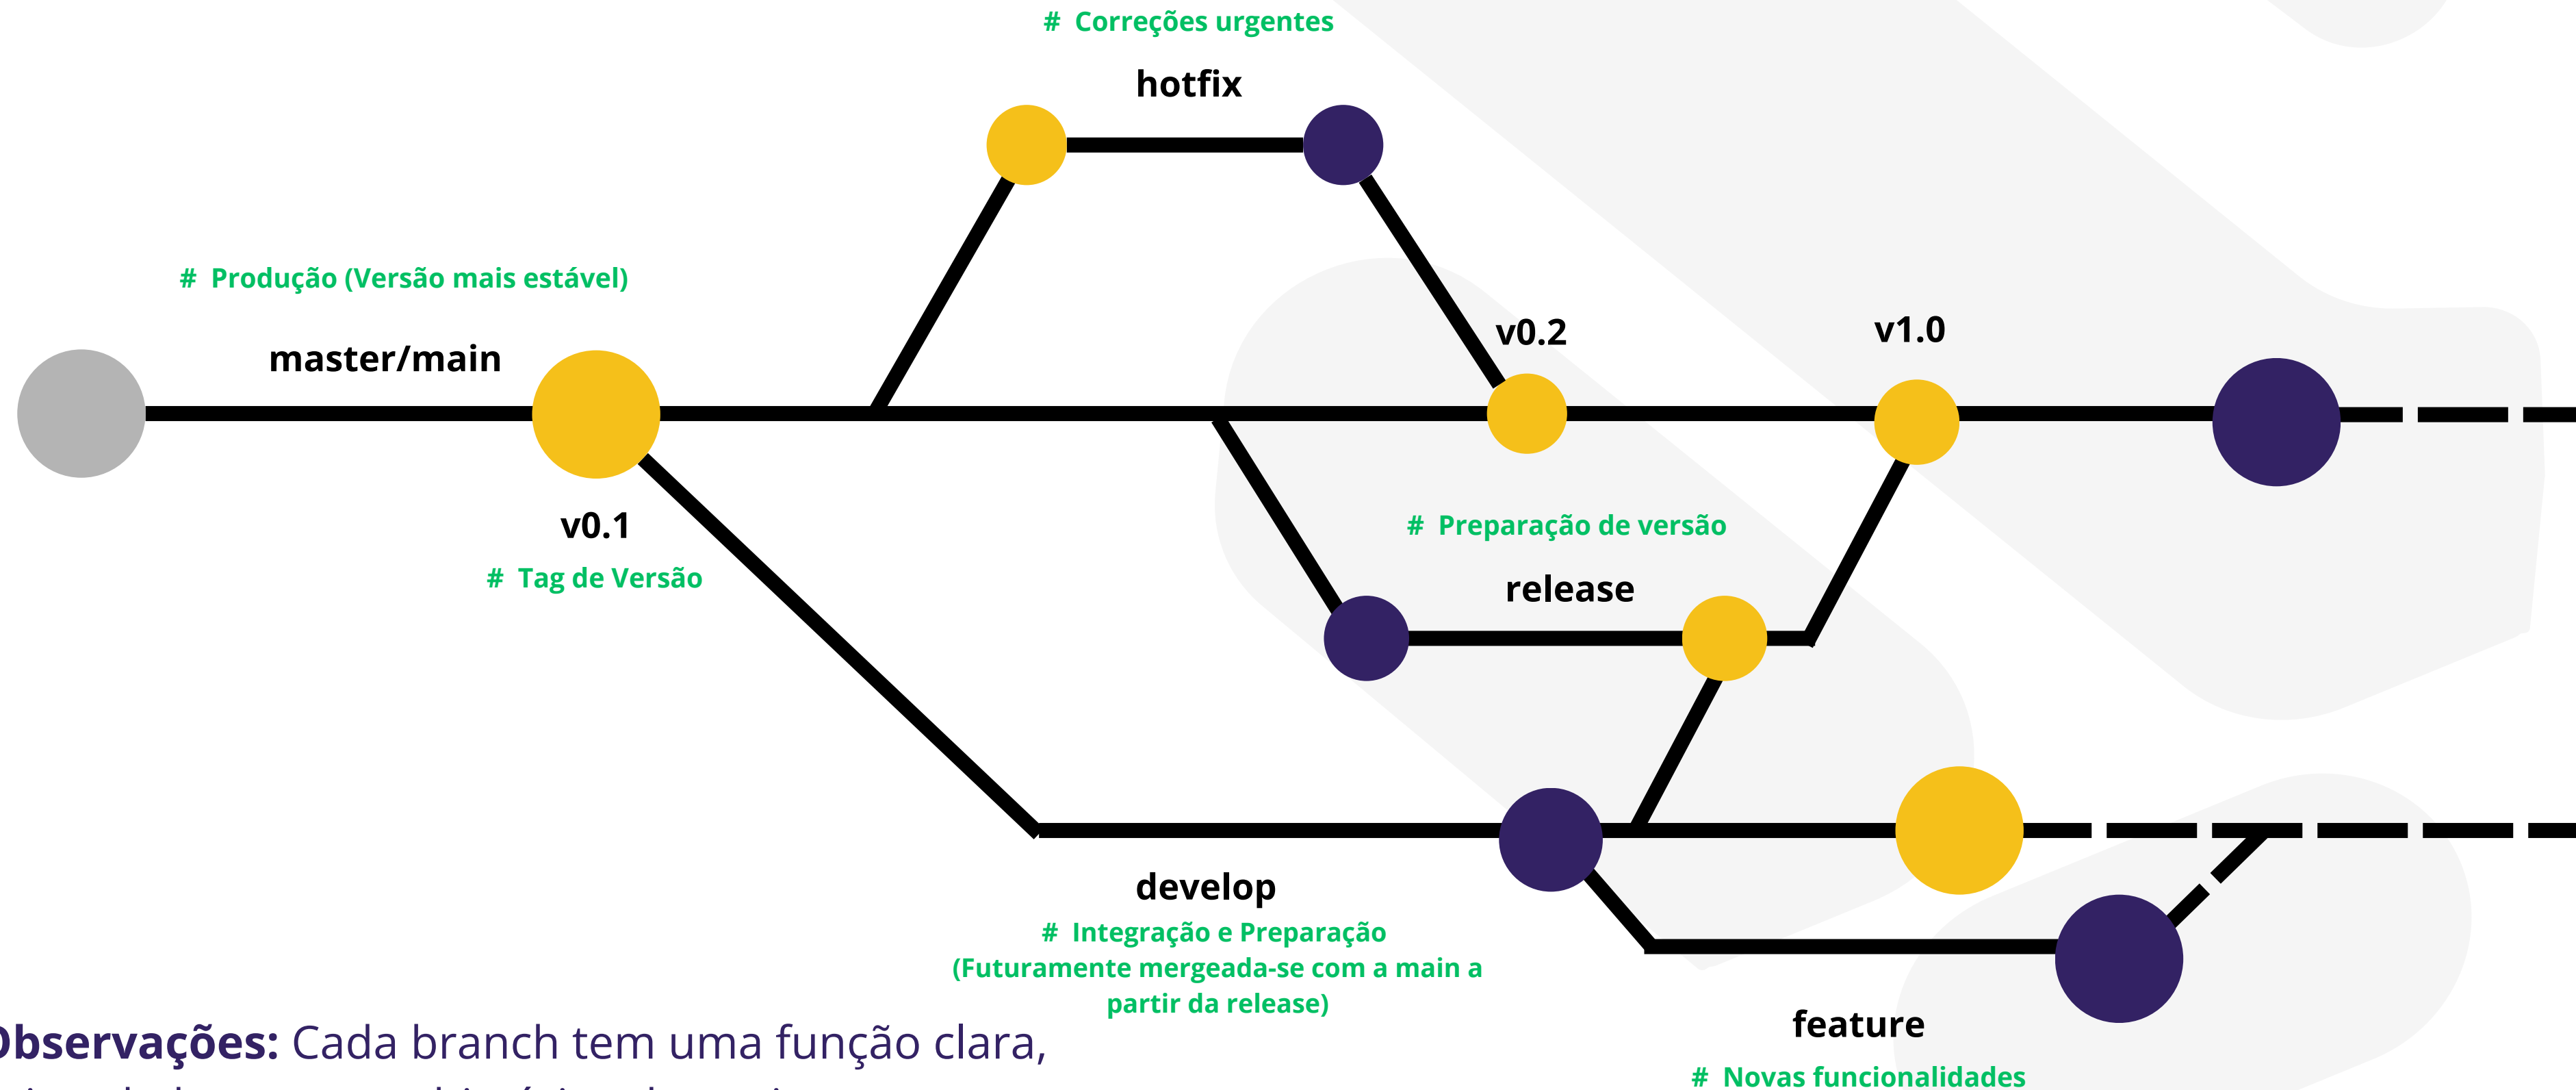 # Correções urgentes
hotfix
# Produção (Versão mais estável)
master/main
v0.2
v1.0
v0.1
# Tag de Versão
# Preparação de versão
release
develop
# Integração e Preparação
(Futuramente mergeada-se com a main a
partir da release)
feature
# Novas funcionalidades
Observações: Cada branch tem uma função clara,